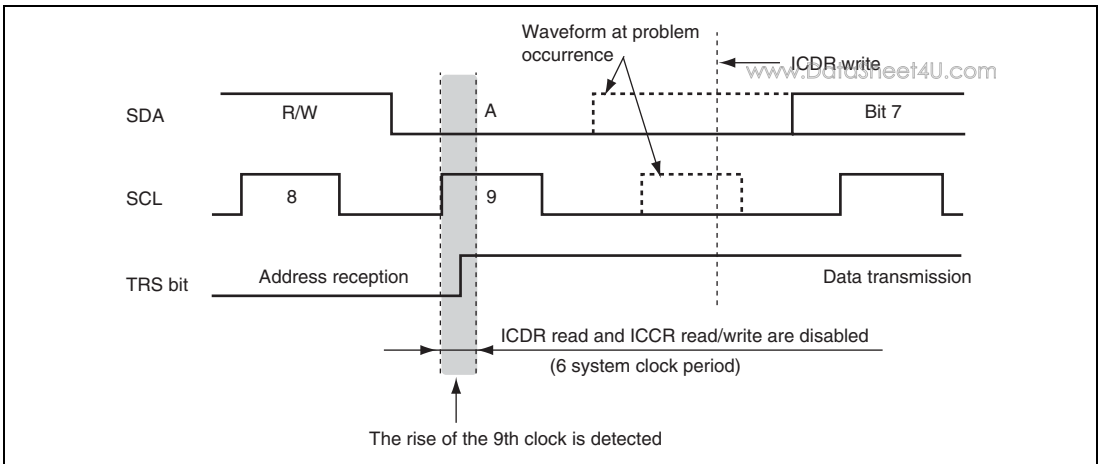 Waveform at problem
occurrence
ICDR write
www.DataSheet4U.com
SDA
R/W
A
Bit 7
SCL
8
9
TRS bit
Address reception
Data transmission
ICDR read and ICCR read/write are disabled
(6 system clock period)
The rise of the 9th clock is detected